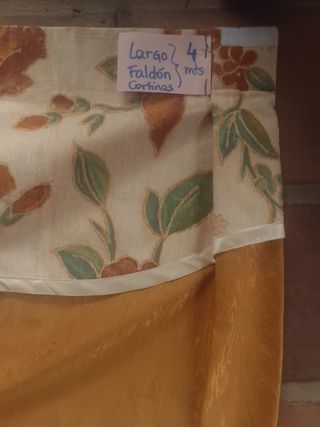 Largo } 4
Faldón } mts
Cortinas